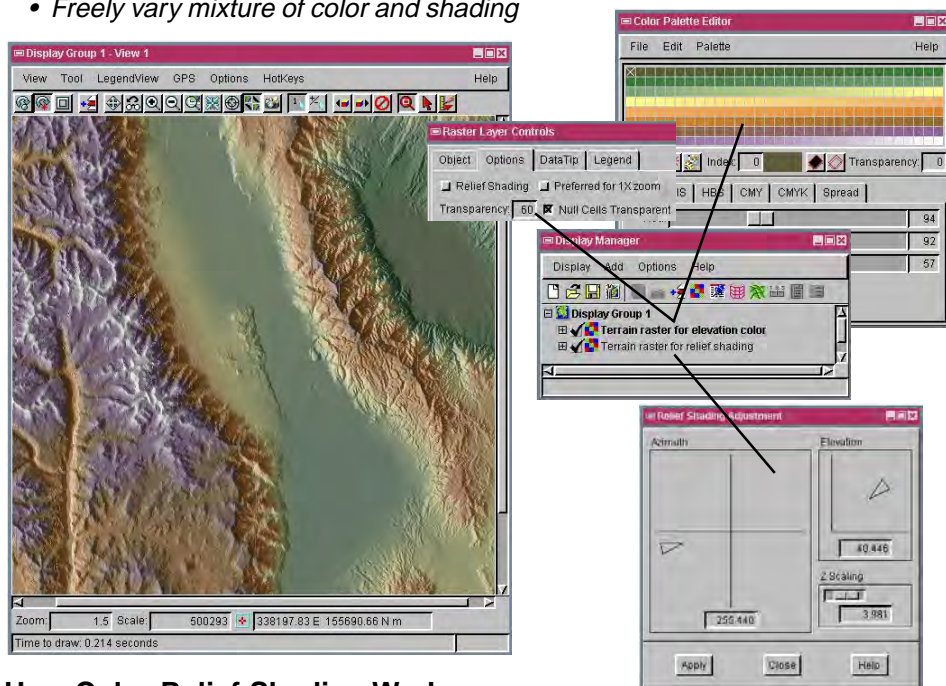 • Freely vary mixture of color and shading
Display Group 1 - View 1
View Tool LegendView GPS Options HotKeys Help
Zoom: 1.5 Scale: 500293 338197.83 E 155690.66 N m
Time to draw: 0.214 seconds
Color Palette Editor
File Edit Palette Help
Index: 0 Transparency: 0
HBS CMY CMYK Spread
94
92
57
Raster Layer Controls
Object Options DataTip Legend
Relief Shading Preferred for 1X zoom
Transparency: 60 Null Cells Transparent
Display Manager
Display Add Options Help
Display Group 1
Terrain raster for elevation color
Terrain raster for relief shading
Relief Shading Adjustment
Azimuth Elevation
40.446
Z Scaling
3.981
255.440
Apply Close Help